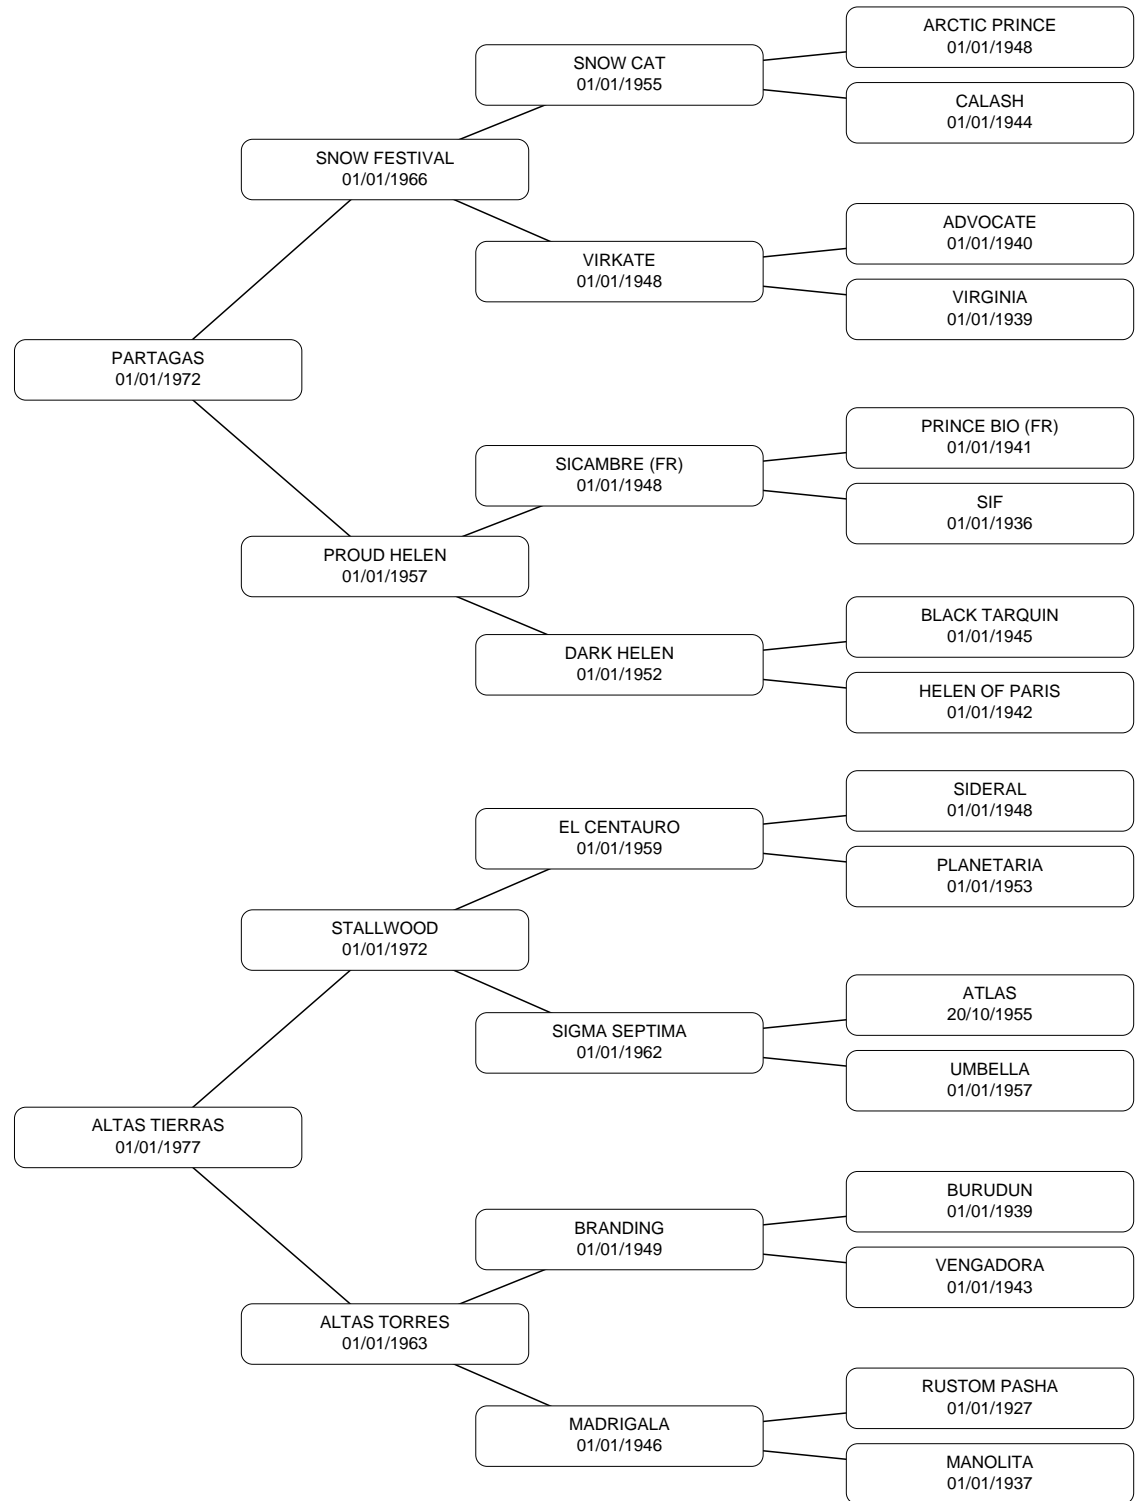 ARCTIC PRINCE
01/01/1948
SNOW CAT
01/01/1955
CALASH
01/01/1944
SNOW FESTIVAL
01/01/1966
ADVOCATE
01/01/1940
VIRKATE
01/01/1948
VIRGINIA
01/01/1939
PARTAGAS
01/01/1972
PRINCE BIO (FR)
01/01/1941
SICAMBRE (FR)
01/01/1948
SIF
01/01/1936
PROUD HELEN
01/01/1957
BLACK TARQUIN
01/01/1945
DARK HELEN
01/01/1952
HELEN OF PARIS
01/01/1942
SIDERAL
01/01/1948
EL CENTAURO
01/01/1959
PLANETARIA
01/01/1953
STALLWOOD
01/01/1972
ATLAS
20/10/1955
SIGMA SEPTIMA
01/01/1962
UMBELLA
01/01/1957
ALTAS TIERRAS
01/01/1977
BURUDUN
01/01/1939
BRANDING
01/01/1949
VENGADORA
01/01/1943
ALTAS TORRES
01/01/1963
RUSTOM PASHA
01/01/1927
MADRIGALA
01/01/1946
MANOLITA
01/01/1937